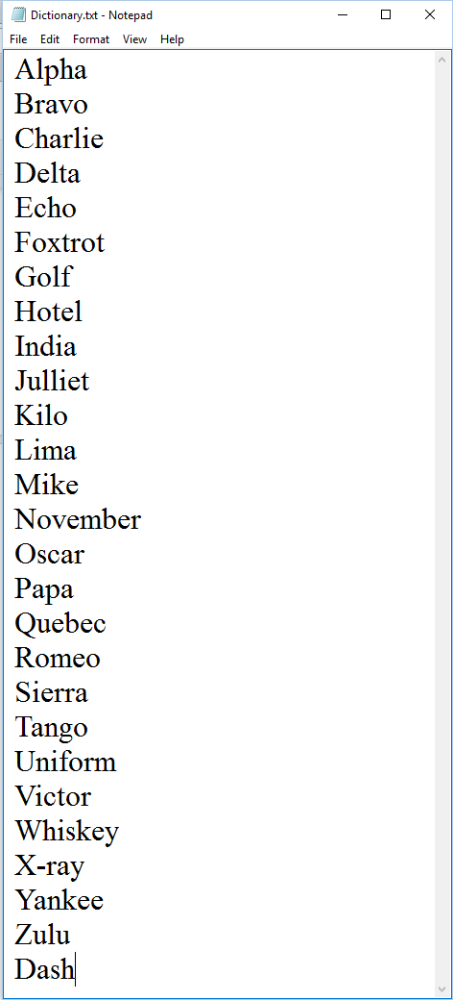 Dictionary.txt - Notepad
File Edit Format View Help
Alpha
Bravo
Charlie
Delta
Echo
Foxtrot
Golf
Hotel
India
Julliet
Kilo
Lima
Mike
November
Oscar
Papa
Quebec
Romeo
Sierra
Tango
Uniform
Victor
Whiskey
X-ray
Yankee
Zulu
Dash